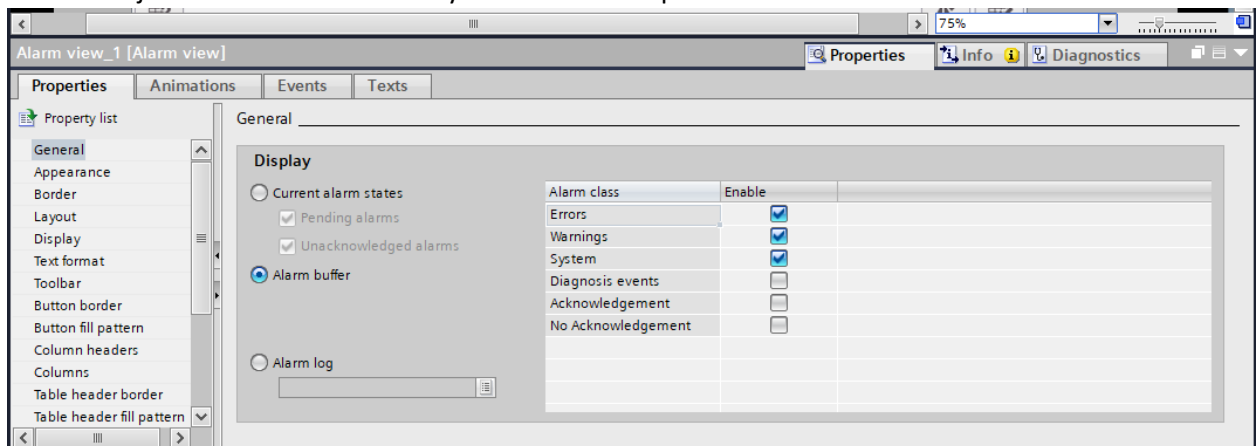 75%
Alarm view_1 [Alarm view]
Properties Info Diagnostics
Properties Animations Events Texts
Property list
General
General
Appearance
Border
Layout
Display
Text format
Toolbar
Button border
Button fill pattern
Column headers
Columns
Table header border
Table header fill pattern
Display
Current alarm states
Pending alarms
Unacknowledged alarms
Alarm buffer
Alarm log
Alarm class Enable
Errors
Warnings
System
Diagnosis events
Acknowledgement
No Acknowledgement